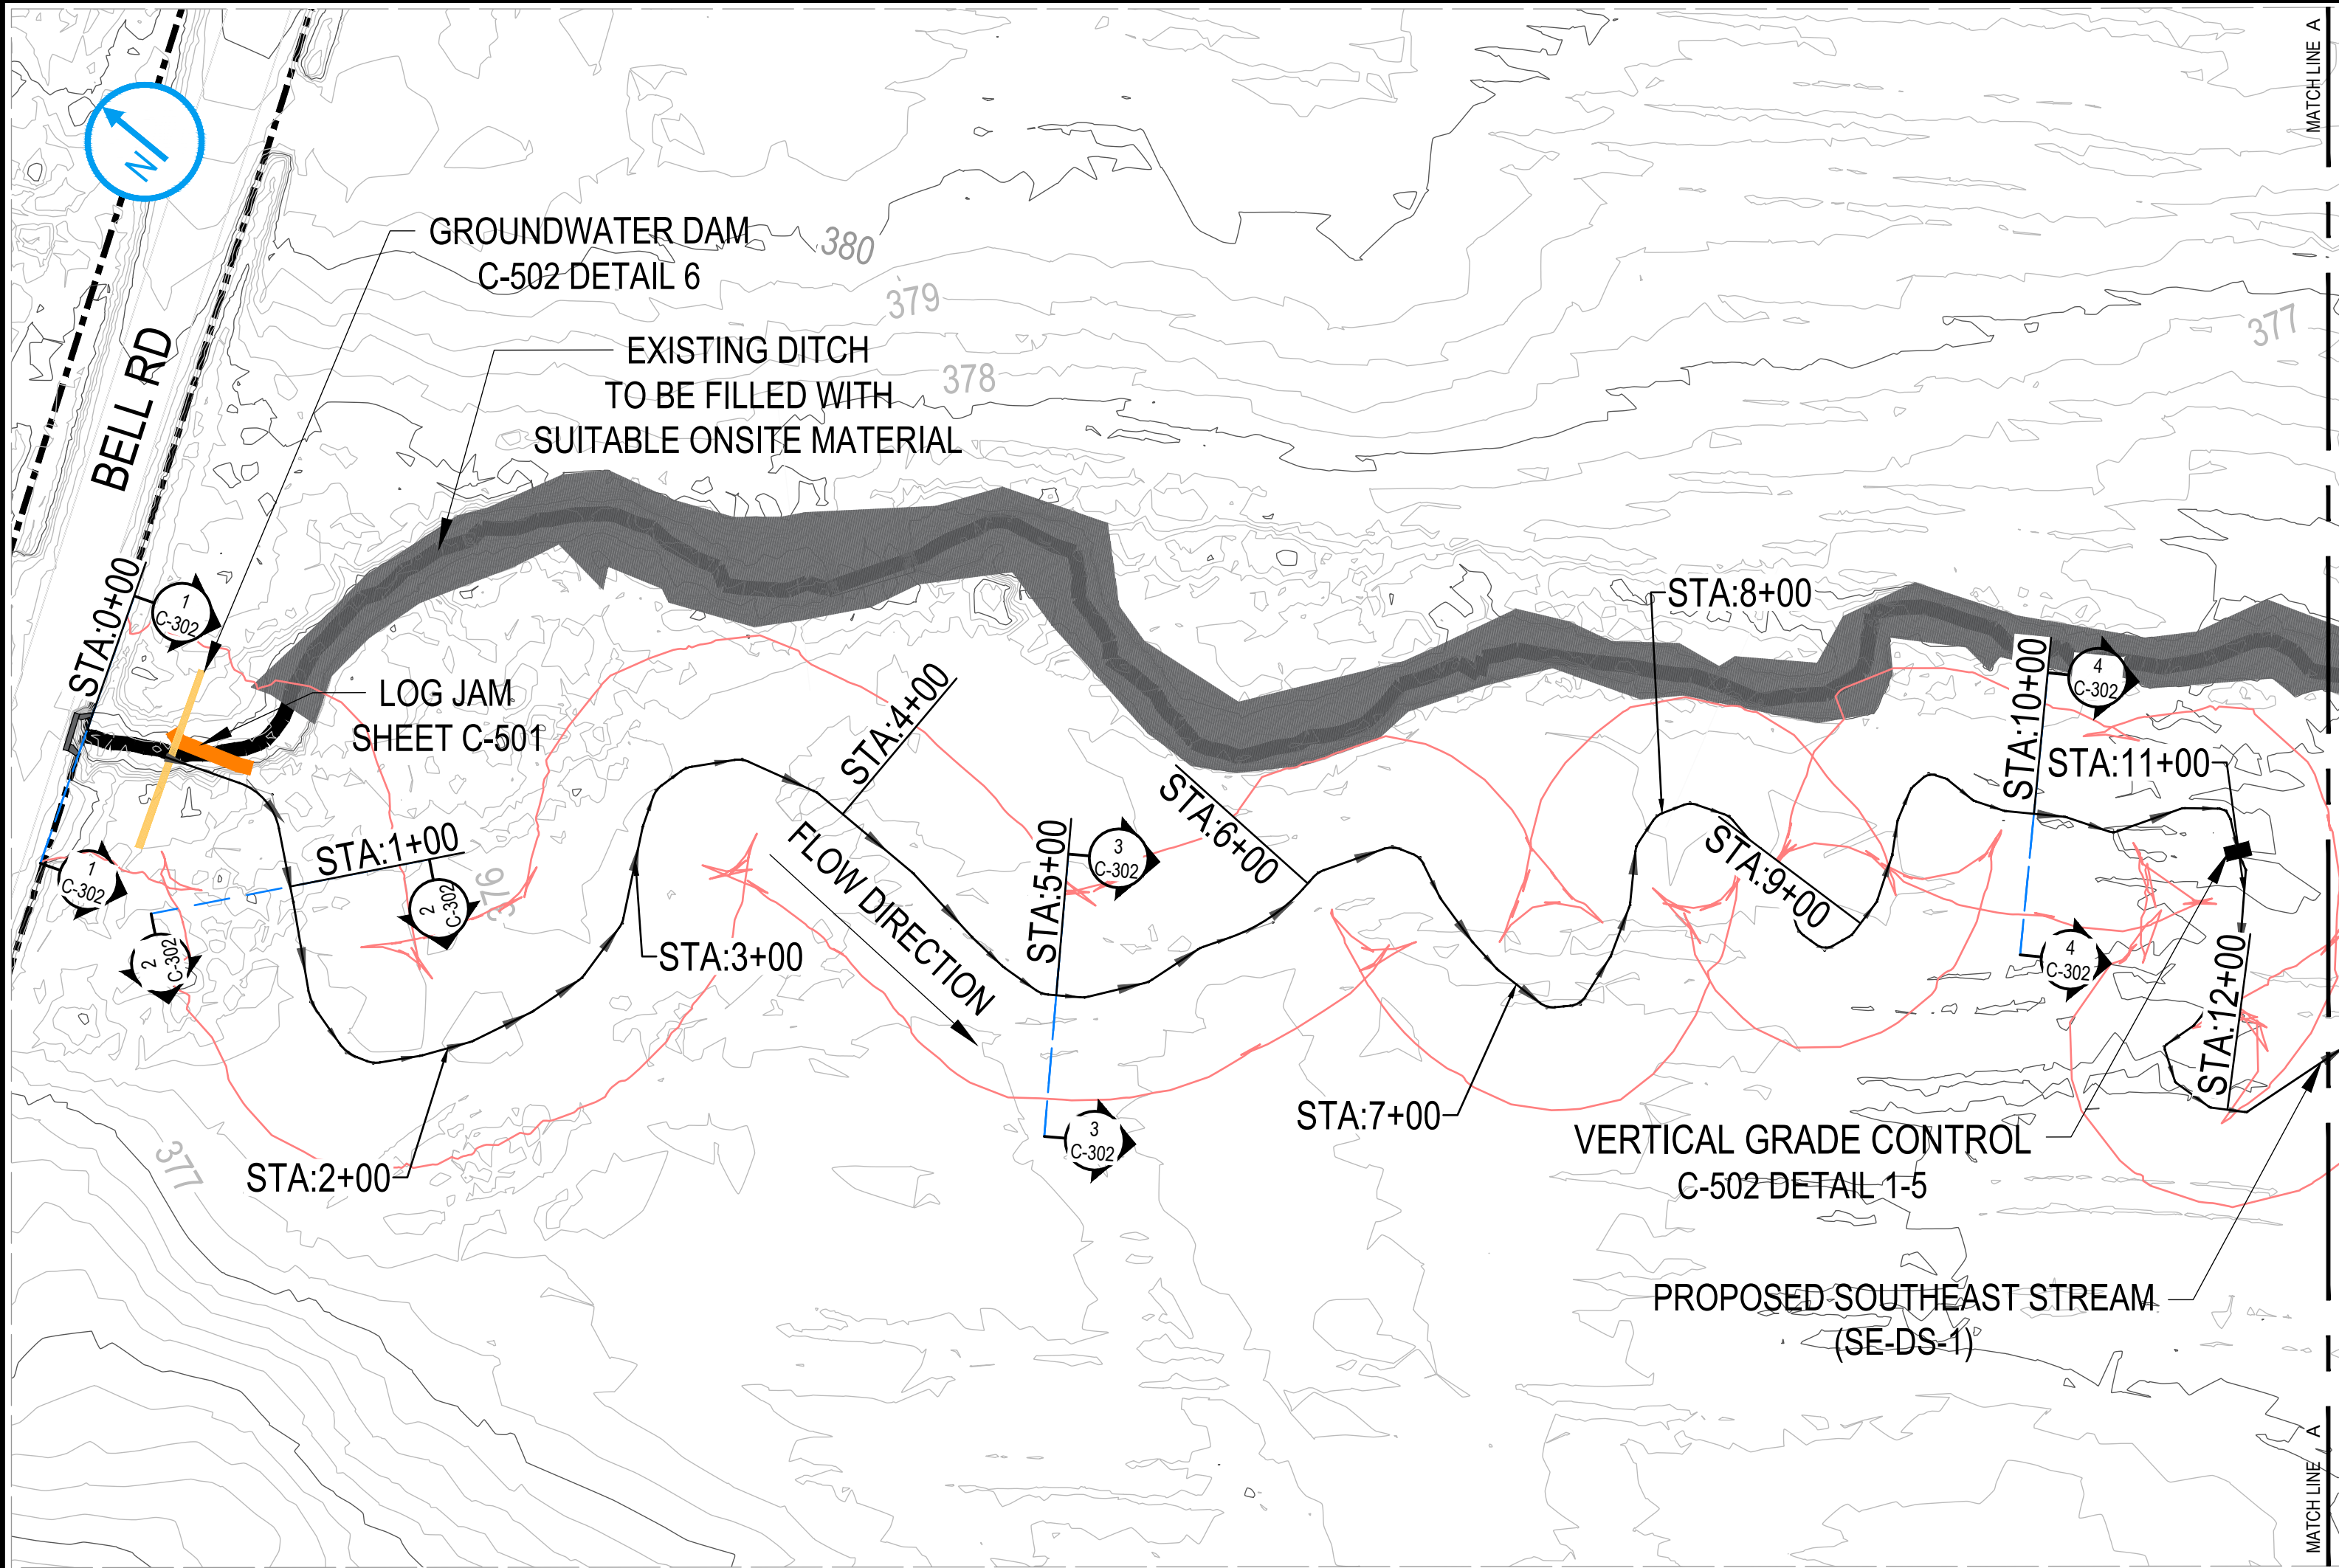 MATCH LINE A
N
GROUNDWATER DAM
C-502 DETAIL 6
380
379
377
EXISTING DITCH
TO BE FILLED WITH
SUITABLE ONSITE MATERIAL
378
BELL RD
STA:0+00
1
C-302
STA:8+00
LOG JAM
SHEET C-501
STA:4+00
STA:10+00
4
C-302
STA:11+00
STA:1+00
1
C-302
2
C-302
376
2
C-302
STA:3+00
FLOW DIRECTION
STA:5+00
3
C-302
STA:6+00
STA:9+00
4
C-302
STA:12+00
STA:7+00
3
C-302
VERTICAL GRADE CONTROL
C-502 DETAIL 1-5
377
STA:2+00
PROPOSED SOUTHEAST STREAM
(SE-DS-1)
MATCH LINE A